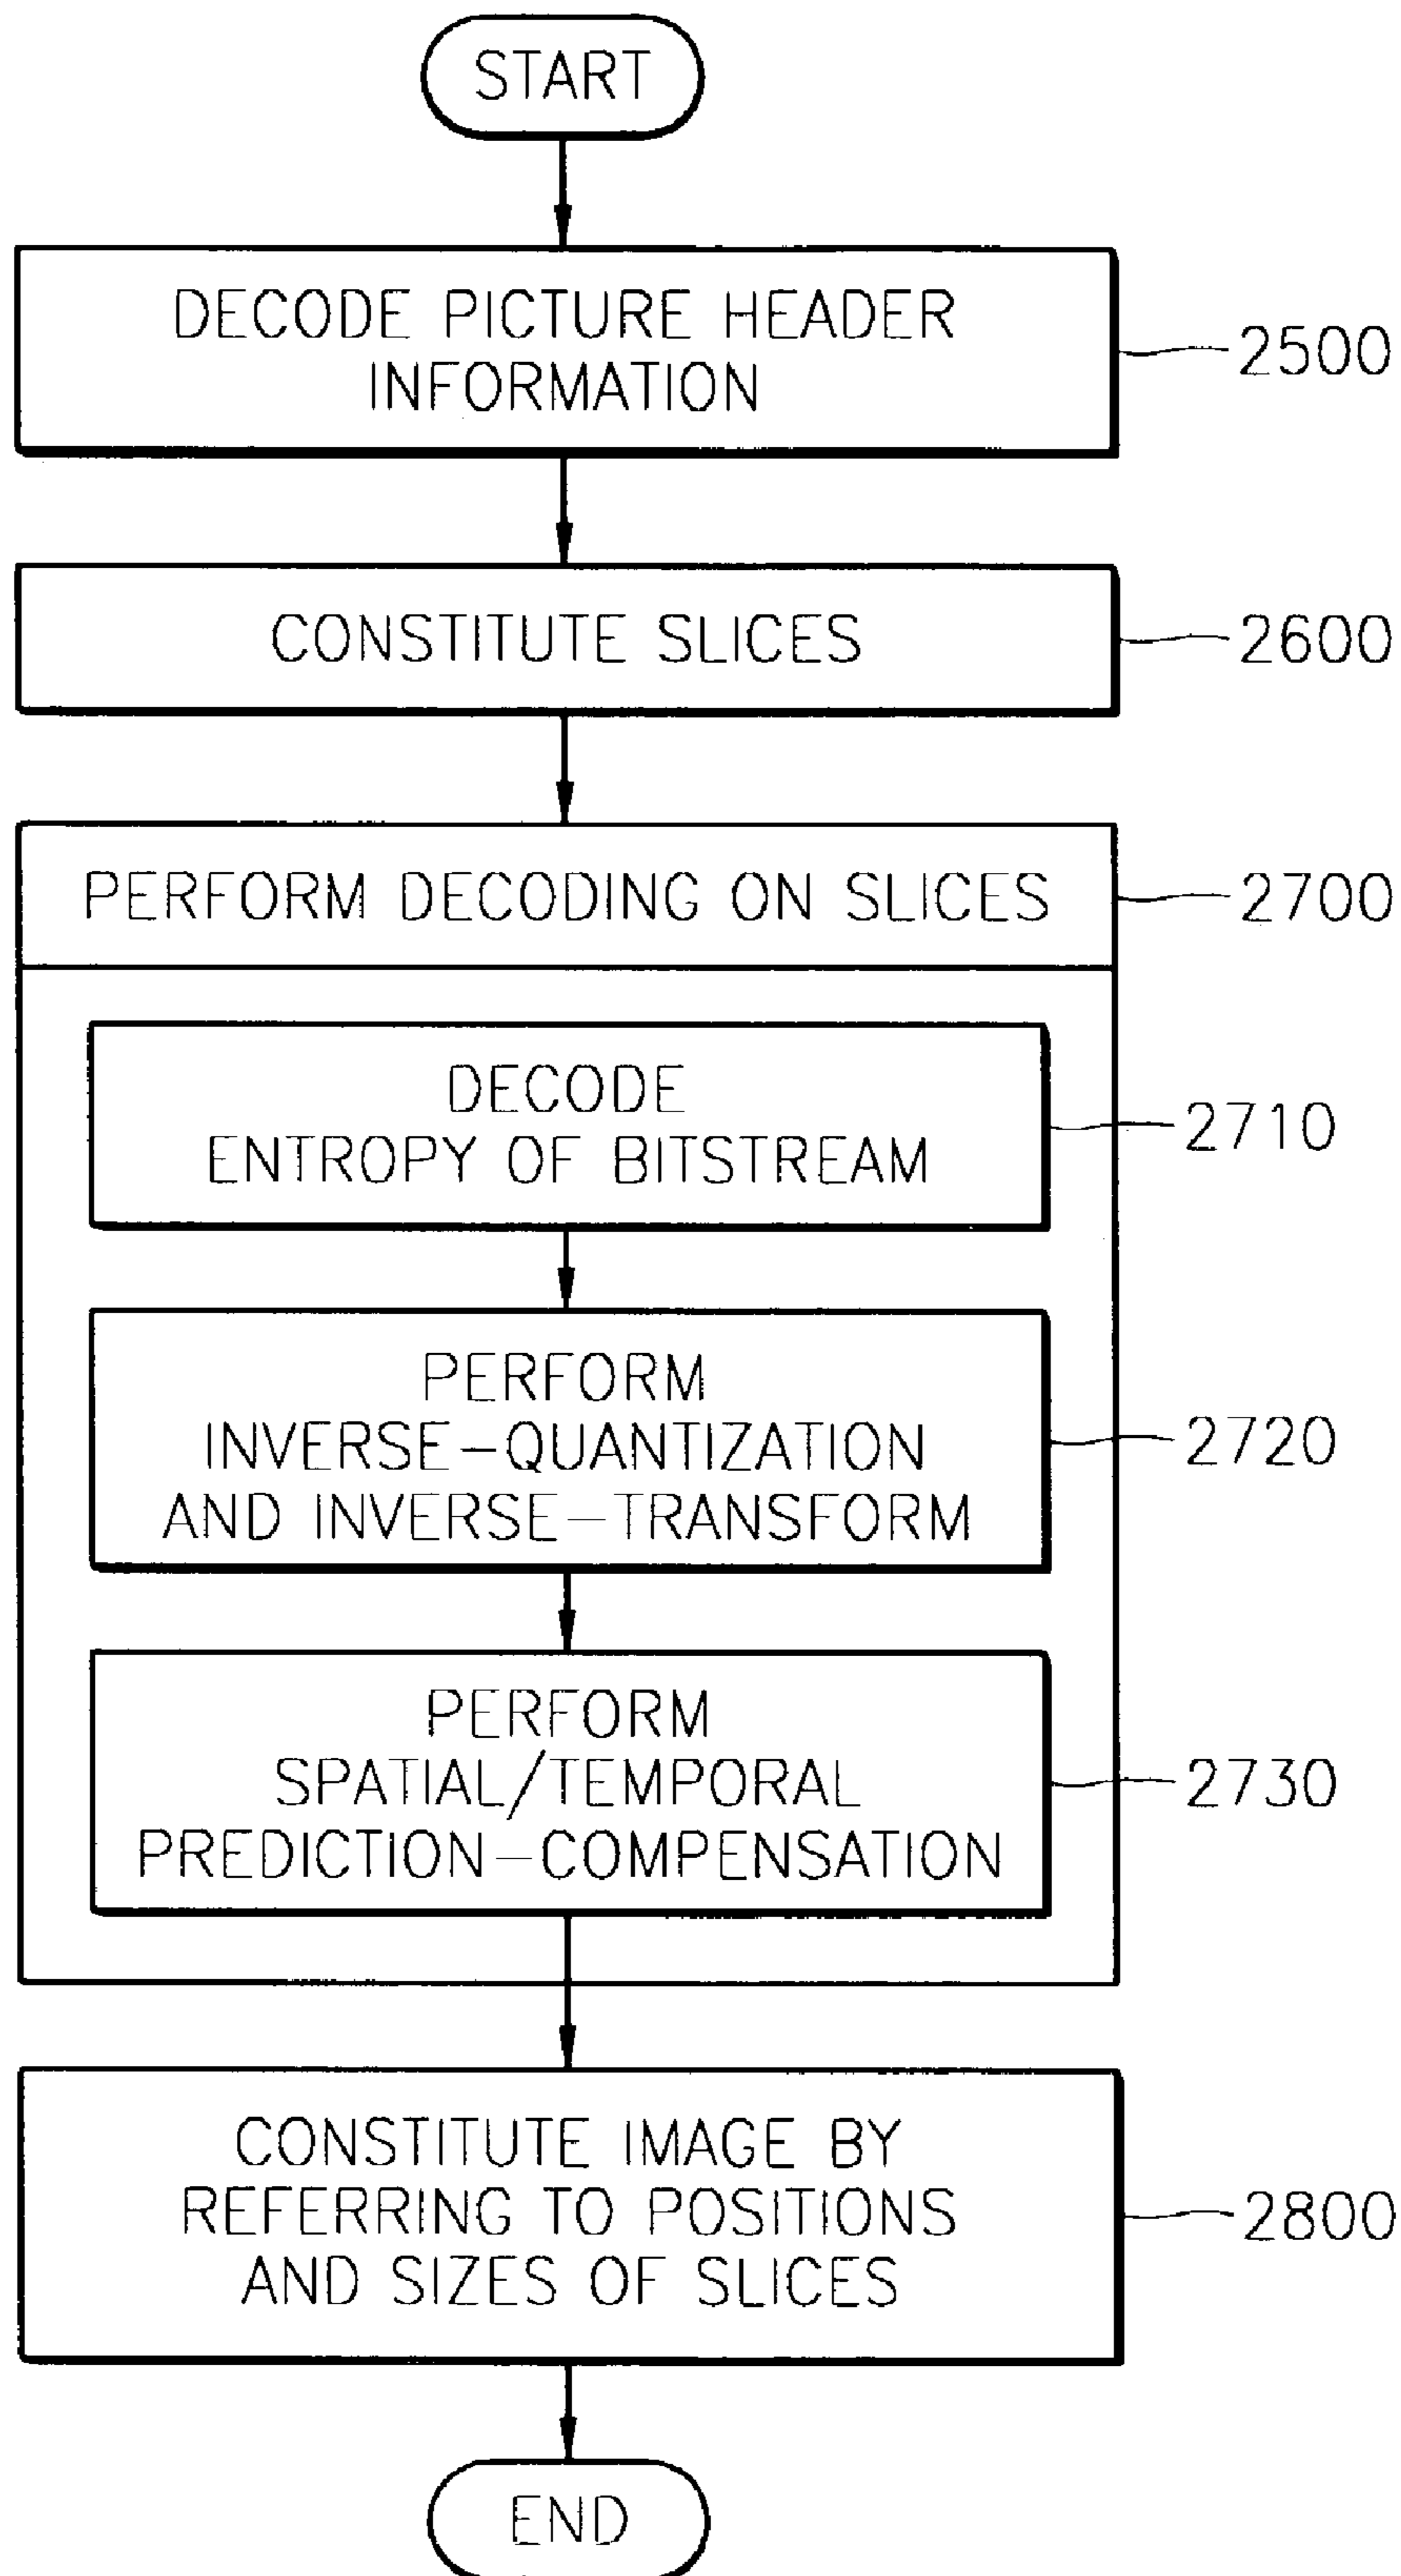 START
DECODE PICTURE HEADER
INFORMATION
2500
CONSTITUTE SLICES
2600
PERFORM DECODING ON SLICES
2700
DECODE
ENTROPY OF BITSTREAM
2710
PERFORM
INVERSE-QUANTIZATION
AND INVERSE-TRANSFORM
2720
PERFORM
SPATIAL/TEMPORAL
PREDICTION-COMPENSATION
2730
CONSTITUTE IMAGE BY
REFERRING TO POSITIONS
AND SIZES OF SLICES
2800
END